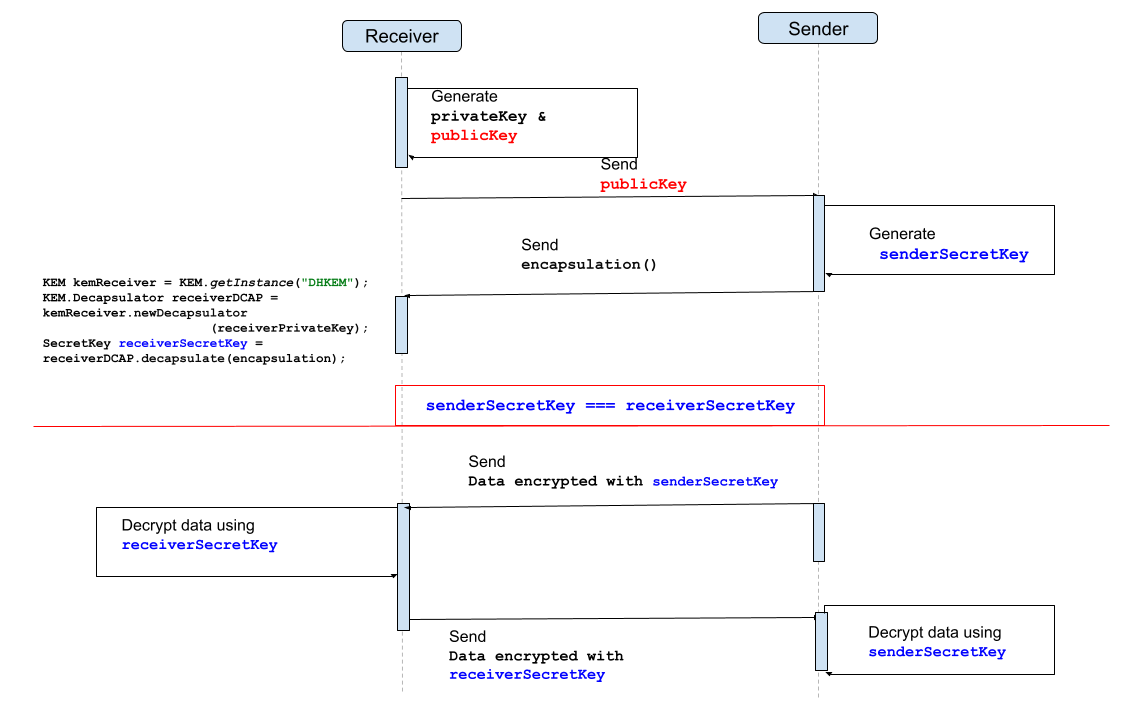 Receiver
Sender
Generate
privateKey &
publicKey
Send
publicKey
Generate
senderSecretKey
Send
encapsulation()
KEM kemReceiver = KEM.getInstance("DHKEM");
KEM.Decapsulator receiverDCAP =
kemReceiver.newDecapsulator
(receiverPrivateKey);
SecretKey receiverSecretKey =
receiverDCAP.decapsulate(encapsulation);
senderSecretKey === receiverSecretKey
Send
Data encrypted with senderSecretKey
Decrypt data using
receiverSecretKey
Send
Data encrypted with
receiverSecretKey
Decrypt data using
senderSecretKey